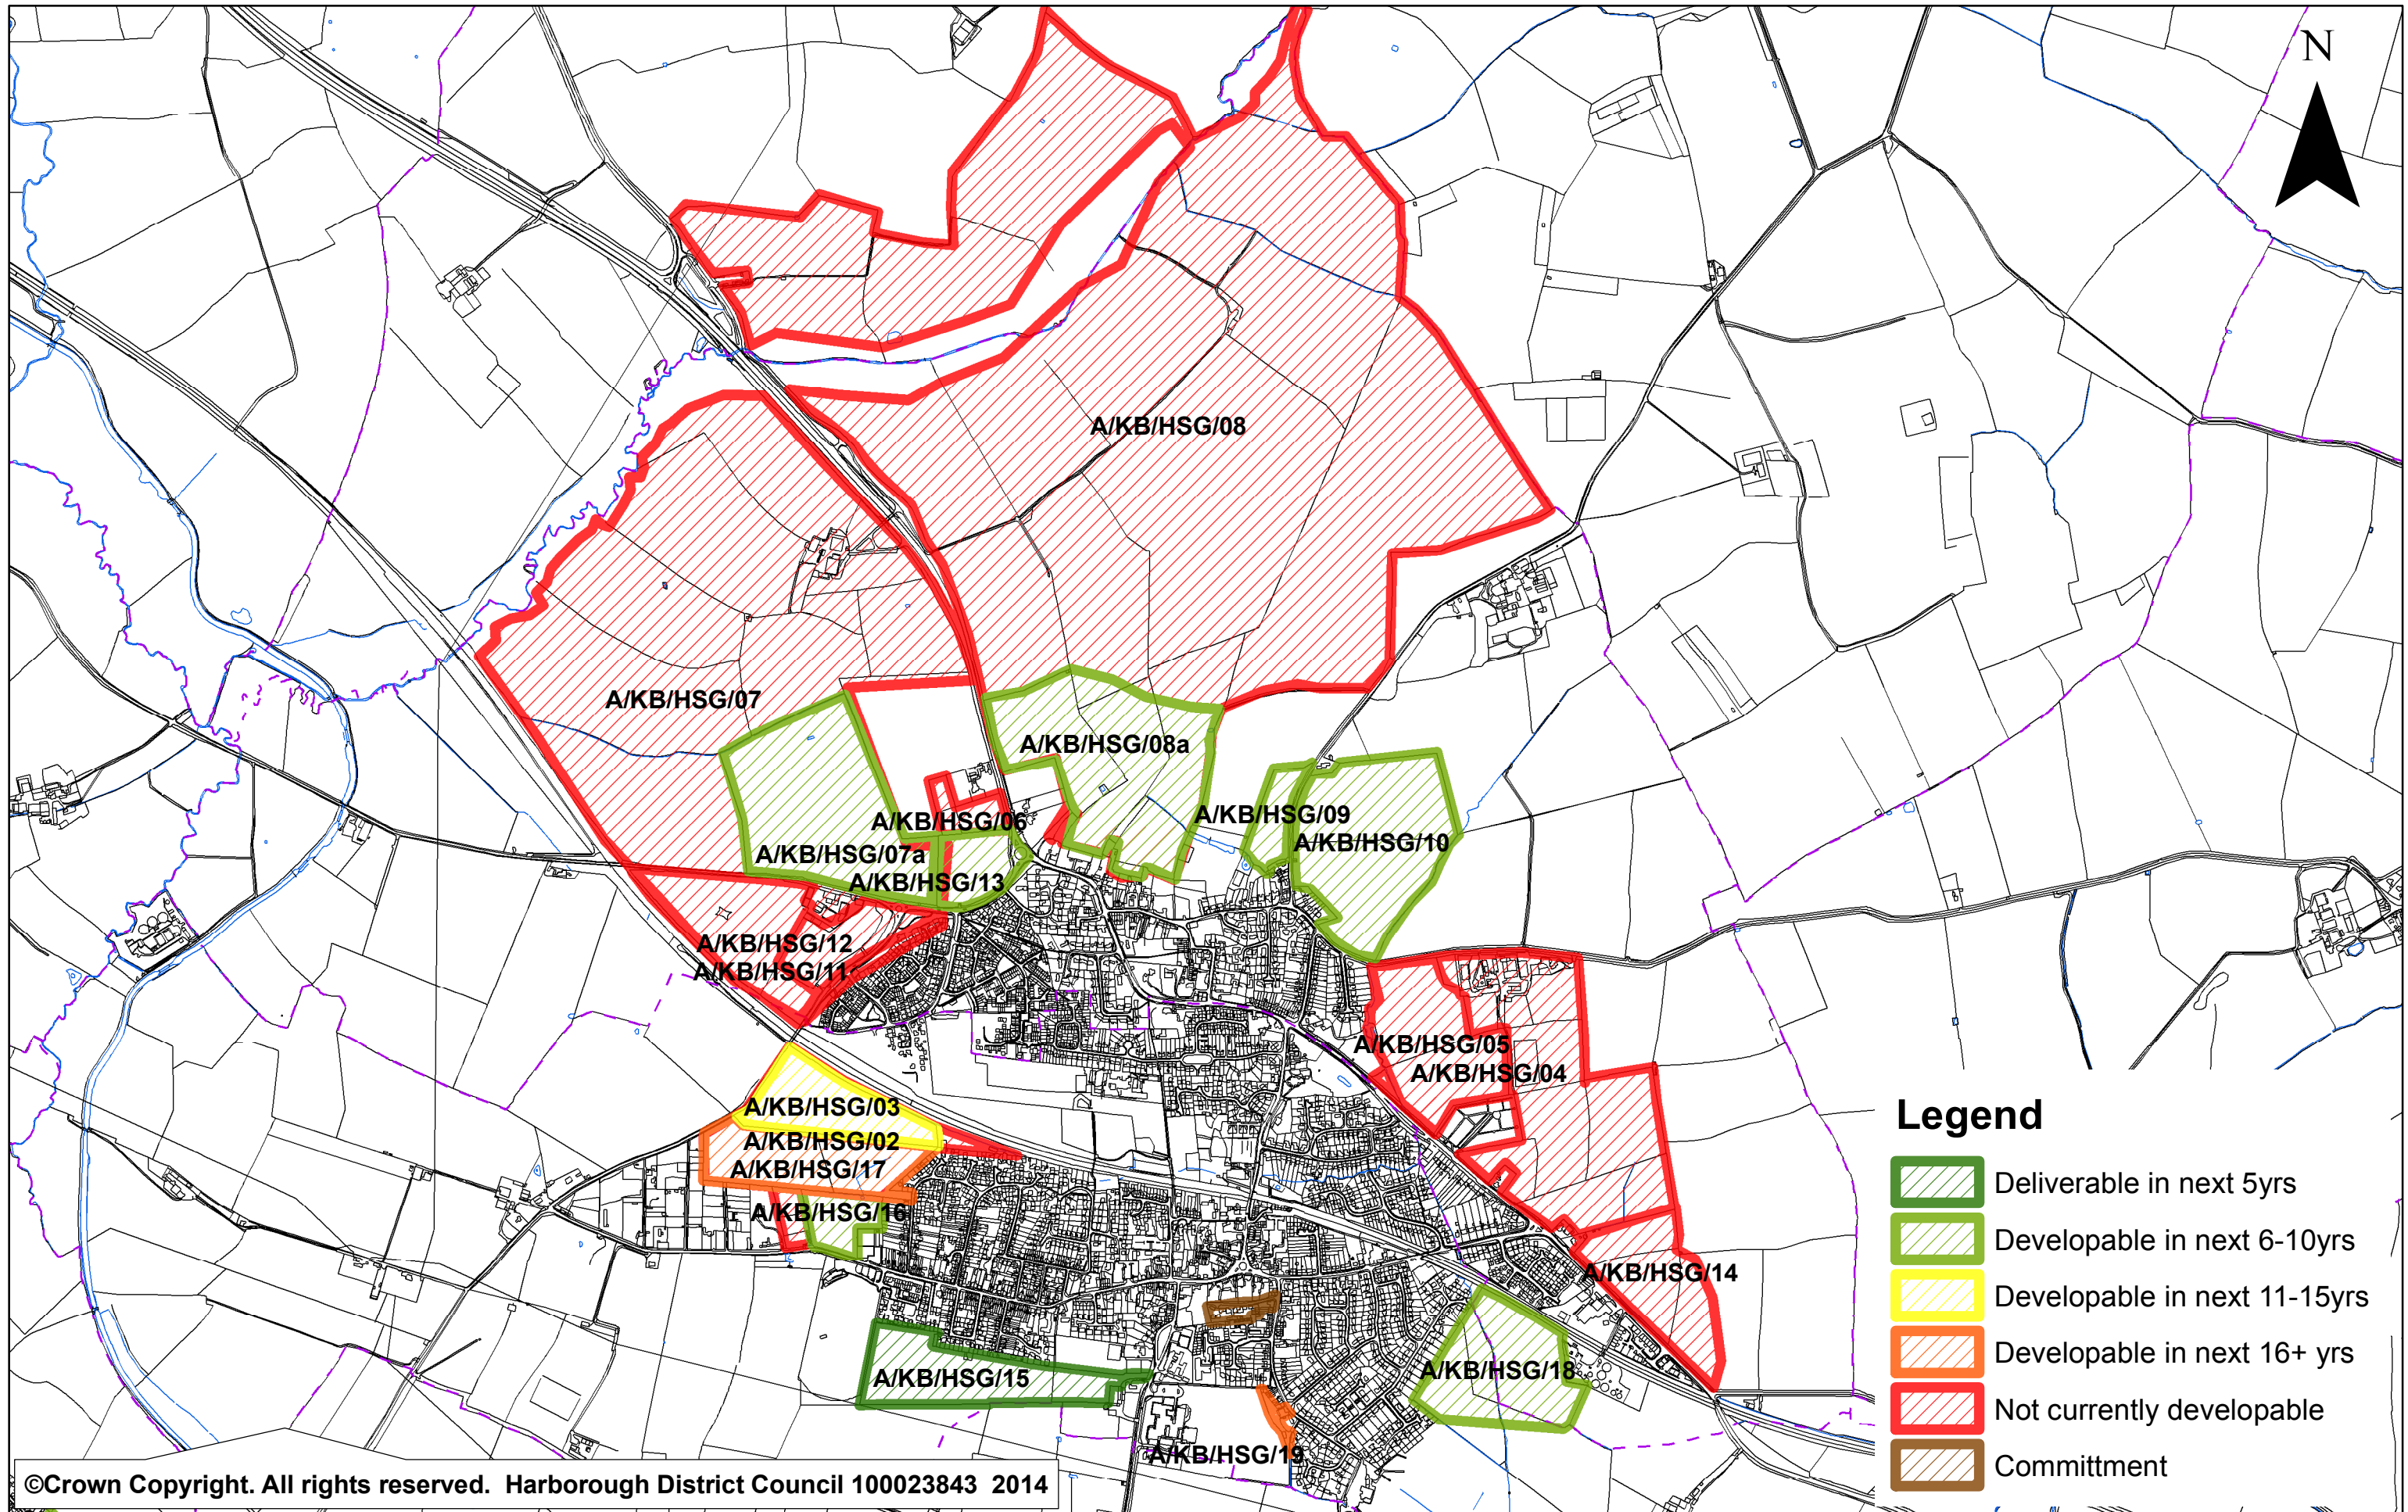 N
A/KB/HSG/08
A/KB/HSG/07
A/KB/HSG/08a
A/KB/HSG/09
A/KB/HSG/06
A/KB/HSG/10
A/KB/HSG/07a
A/KB/HSG/13
A/KB/HSG/12
A/KB/HSG/11
A/KB/HSG/05
A/KB/HSG/04
A/KB/HSG/03
A/KB/HSG/02
A/KB/HSG/17
A/KB/HSG/16
A/KB/HSG/14
A/KB/HSG/18
A/KB/HSG/15
A/KB/HSG/19
Legend
Deliverable in next 5yrs
Developable in next 6-10yrs
Developable in next 11-15yrs
Developable in next 16+ yrs
Not currently developable
Committment
©Crown Copyright. All rights reserved. Harborough District Council 100023843 2014